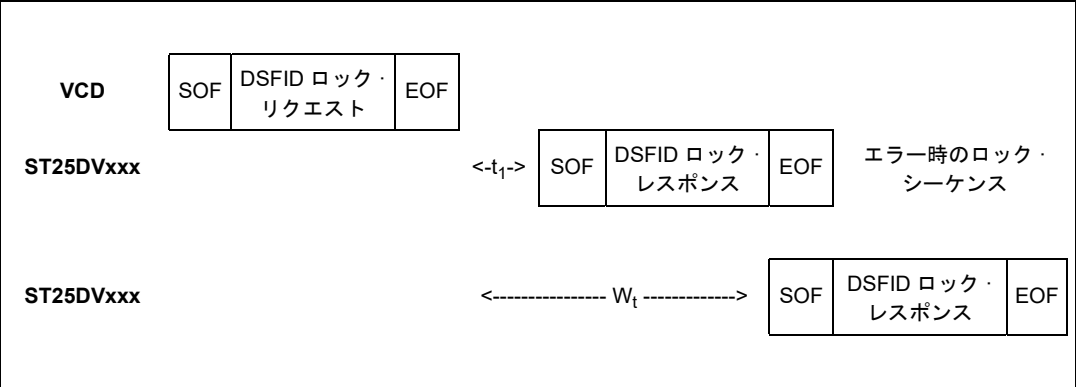 VCD
SOF
DSFID ロック・
リクエスト
EOF
ST25DVxxx
<-t1->
SOF
DSFID ロック・
レスポンス
EOF
エラー時のロック・
シーケンス
ST25DVxxx
<---------------- Wt ------------->
SOF
DSFID ロック・
レスポンス
EOF